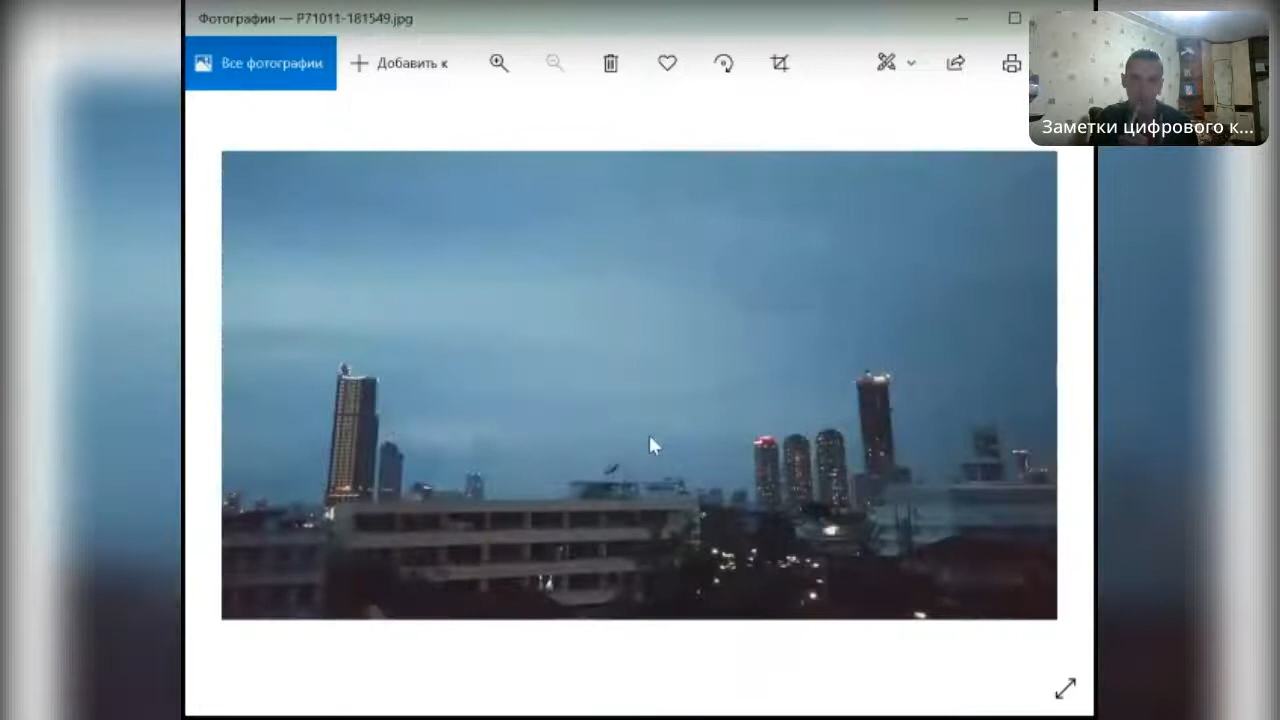 Фотографии — P71011-181549.jpg
Все фотографии
Добавить к
Заметки цифрового к...